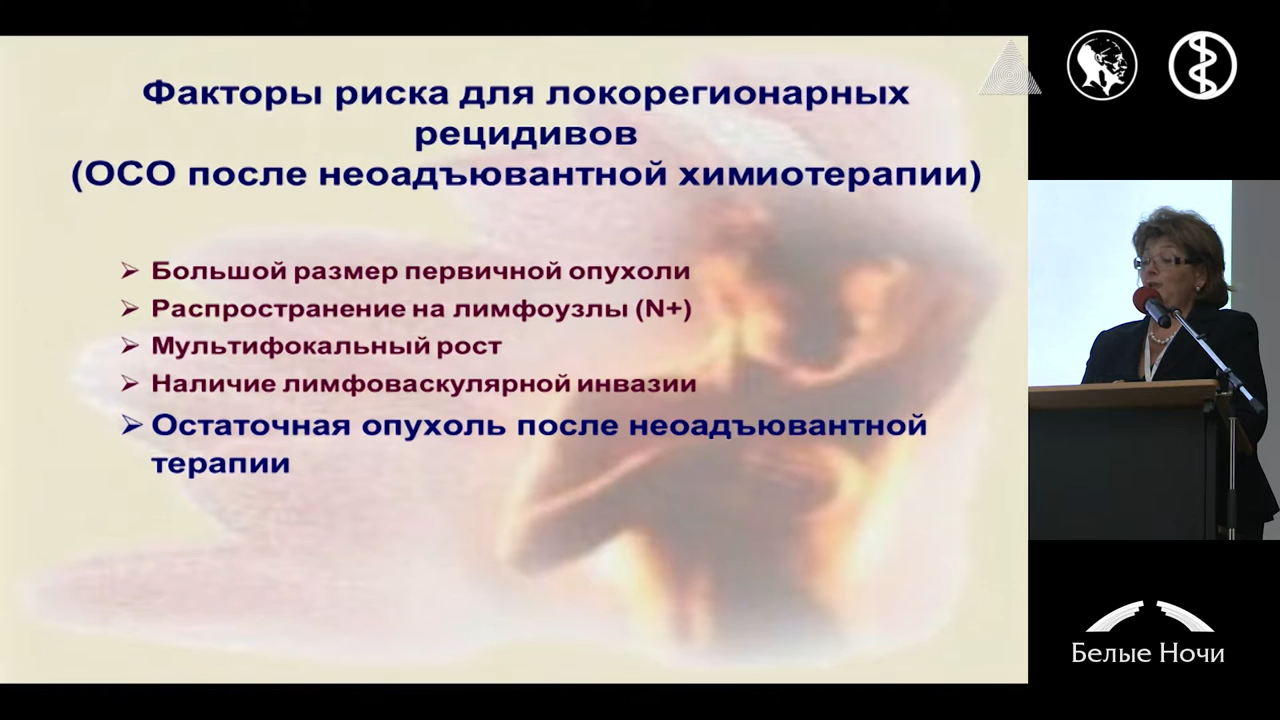 Факторы риска для локорегионарных
рецидивов
(ОСО после неоадъювантной химиотерапии)
Большой размер первичной опухоли
Распространение на лимфоузлы (N+)
Мультифокальный рост
Наличие лимфоваскулярной инвазии
Остаточная опухоль после неоадъювантной
терапии
Белые Ночи